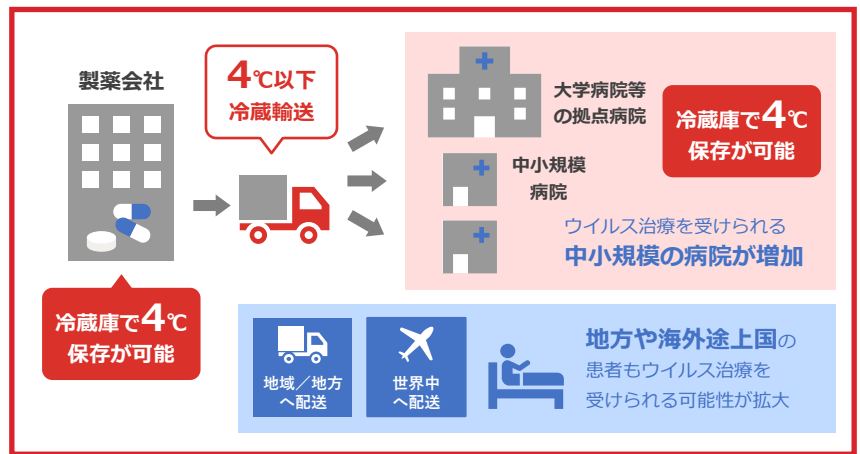 製薬会社
4℃以下
冷蔵輸送
大学病院等
の拠点病院
冷蔵庫で4℃
保存が可能
中小規模
病院
ウイルス治療を受けられる
中小規模の病院が増加
冷蔵庫で4℃
保存が可能
地域／地方
へ配送
世界中
へ配送
地方や海外途上国の
患者もウイルス治療を
受けられる可能性が拡大